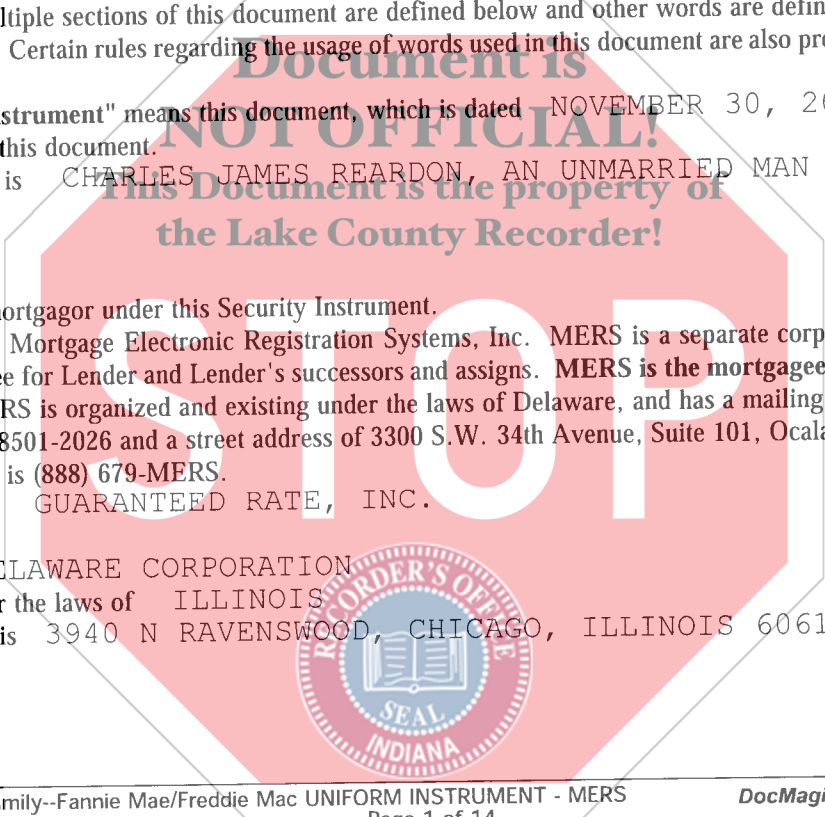 ltiple sections of this document are defined below and other words are defin
Certain rules regarding the usage of words used in this document are also pr
Document is
strument" means this document, which is dated NOVEMBER 30, 2
NOT OFFICIAL!
this document.
is CHARLES JAMES REARDON, AN UNMARRIED MAN
This Document is the property of
the Lake County Recorder!
ortgagor under this Security Instrument.
Mortgage Electronic Registration Systems, Inc. MERS is a separate corp
ee for Lender and Lender's successors and assigns. MERS is the mortgagee
RS is organized and existing under the laws of Delaware, and has a mailing
8501-2026 and a street address of 3300 S.W. 34th Avenue, Suite 101, Ocala
is (888) 679-MERS.
STOP
GUARANTEED RATE, INC.
ELAWARE CORPORATION
r the laws of ILLINOIS
is 3940 N RAVENSWOOD, CHICAGO, ILLINOIS 6061
RECORDER'S OFFICE
SEAL
INDIANA
mily--Fannie Mae/Freddie Mac UNIFORM INSTRUMENT - MERS DocMagi
Page 1 of 14